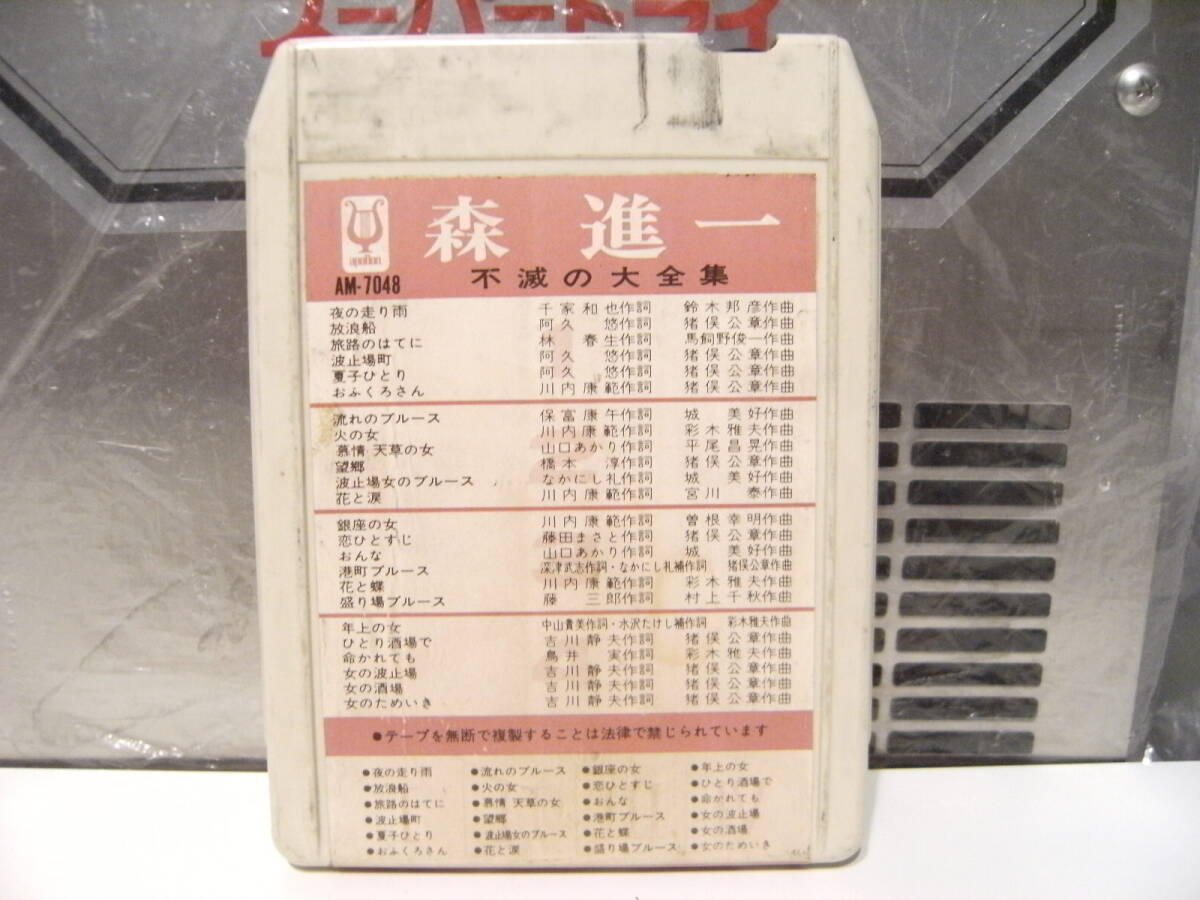 スーパードライ
森 進一
apollon
AM-7048 不滅の大全集
夜の走り雨 千家和也作詞 鈴木邦彦作曲
放浪船 阿久 悠作詞 猪俣公章作曲
旅路のはてに 林 春生作詞 馬飼野俊一作曲
波止場町 阿久 悠作詞 猪俣公章作曲
夏子ひとり 阿久 悠作詞 猪俣公章作曲
おふくろさん 川内康範作詞 猪俣公章作曲
流れのブルース 保富康午作詞 城 美好作曲
火の女 川内康範作詞 彩木雅夫作曲
慕情 天草の女 山口あかり作詞 平尾昌晃作曲
望郷 橋本 淳作詞 猪俣公章作曲
波止場女のブルース なかにし礼作詞 城 美好作曲
花と涙 川内康範作詞 宮川 泰作曲
銀座の女 川内康範作詞 曽根幸明作曲
恋ひとすじ 藤田まさと作詞 猪俣公章作曲
おんな 山口あかり作詞 城 美好作曲
港町ブルース 深津武志作詞・なかにし礼補作詞 猪俣公章作曲
花と蝶 川内康範作詞 彩木雅夫作曲
盛り場ブルース 藤 三郎作詞 村上千秋作曲
年上の女 中山貴美作詞・水沢たけし補作詞 彩木雅夫作曲
ひとり酒場で 吉川静夫作詞 猪俣公章作曲
命かれても 鳥井 実作詞 彩木雅夫作曲
女の波止場 吉川静夫作詞 猪俣公章作曲
女の酒場 吉川静夫作詞 猪俣公章作曲
女のためいき 吉川静夫作詞 猪俣公章作曲
●テープを無断で複製することは法律で禁じられています
●夜の走り雨 ●流れのブルース ●銀座の女 ●年上の女
●放浪船 ●火の女 ●恋ひとすじ ●ひとり酒場で
●旅路のはてに ●慕情 天草の女 ●おんな ●命かれても
●波止場町 ●望郷 ●港町ブルース ●女の波止場
●夏子ひとり ●波止場女のブルース ●花と蝶 ●女の酒場
●おふくろさん ●花と涙 ●盛り場ブルース ●女のためいき